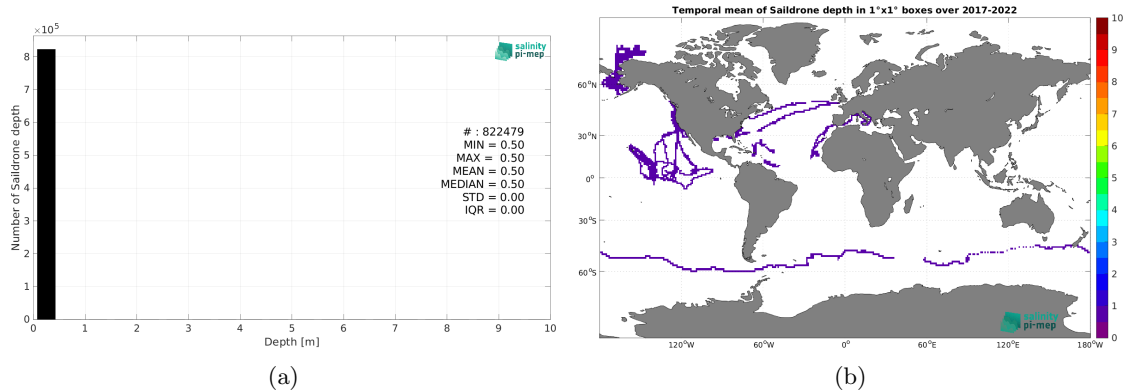 ×10⁵
8
7
6
5
4
3
2
1
0
Number of Saildrone depth
salinity
pi-mep
# : 822479
MIN = 0.50
MAX = 0.50
MEAN = 0.50
MEDIAN = 0.50
STD = 0.00
IQR = 0.00
0 1 2 3 4 5 6 7 8 9 10
Depth [m]
(a)
Temporal mean of Saildrone depth in 1°x1° boxes over 2017-2022
60°N
30°N
0°
30°S
60°S
120°W 60°W 0° 60°E 120°E 180°W
salinity
pi-mep
10
9
8
7
6
5
4
3
2
1
0
(b)